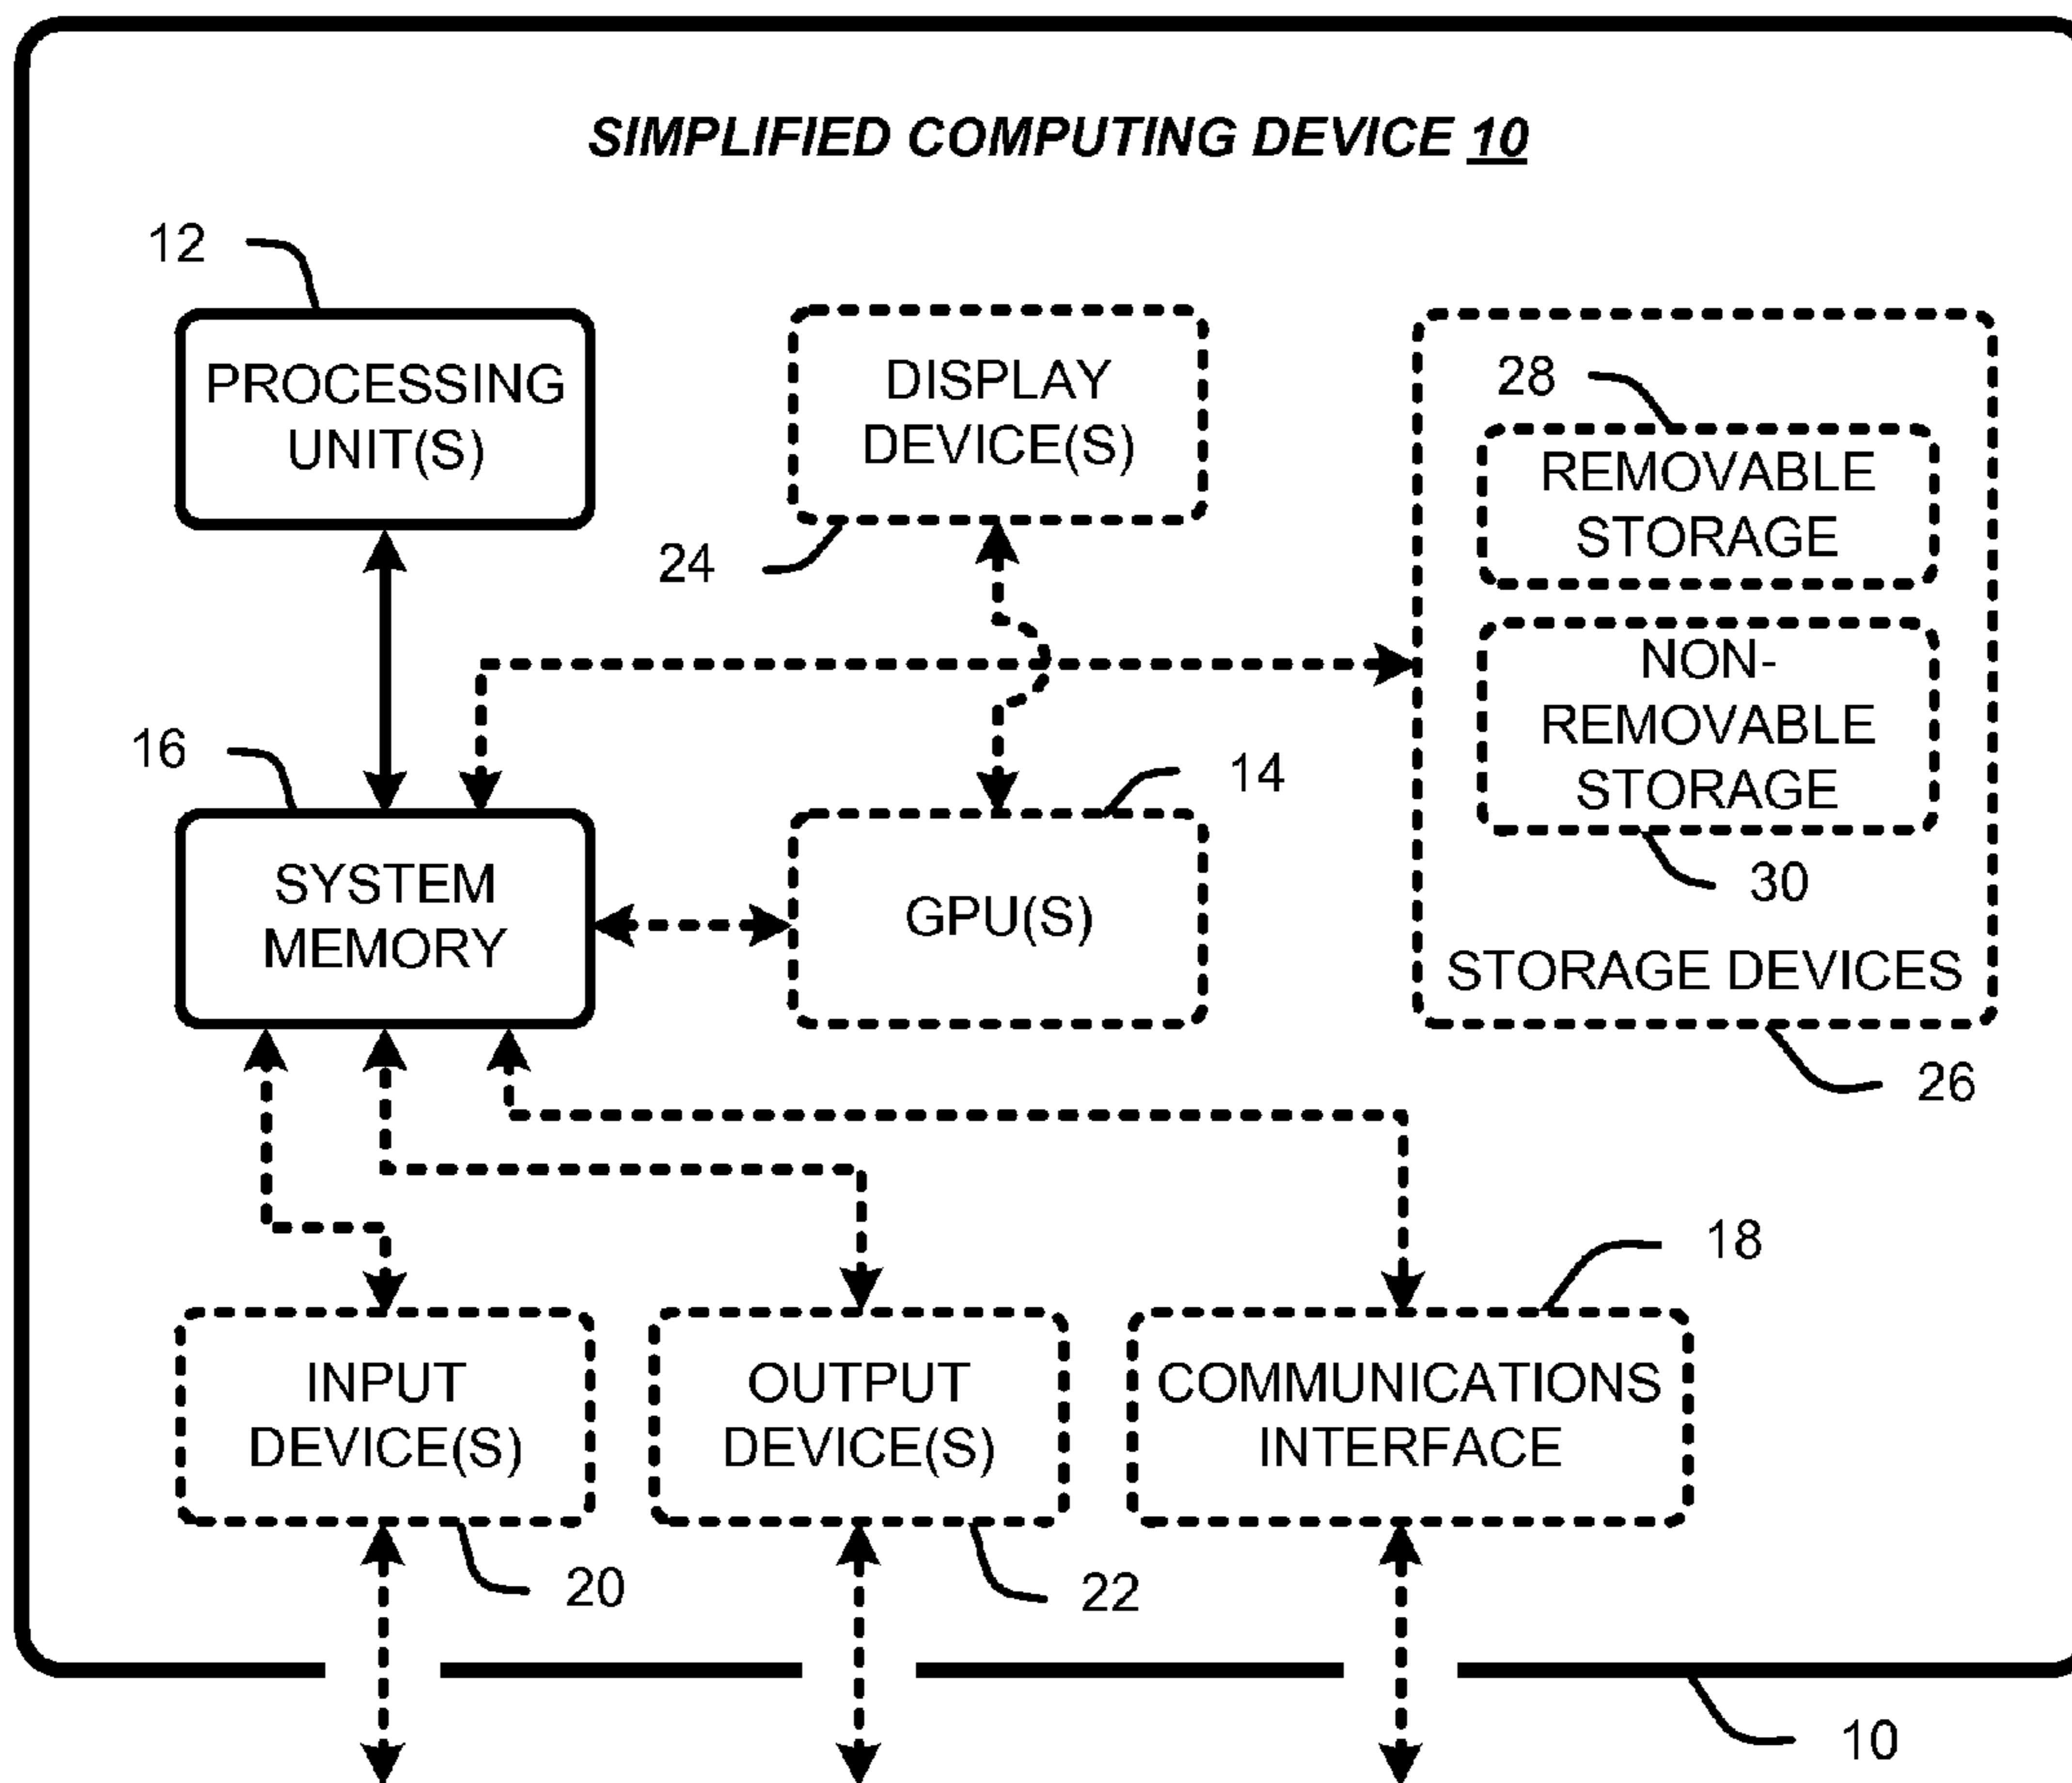 SIMPLIFIED COMPUTING DEVICE 10
12
PROCESSING
UNIT(S)
DISPLAY
DEVICE(S)
24
28
REMOVABLE
STORAGE
NON-
REMOVABLE
STORAGE
30
STORAGE DEVICES
26
16
SYSTEM
MEMORY
14
GPU(S)
18
INPUT
DEVICE(S)
20
OUTPUT
DEVICE(S)
22
COMMUNICATIONS
INTERFACE
10